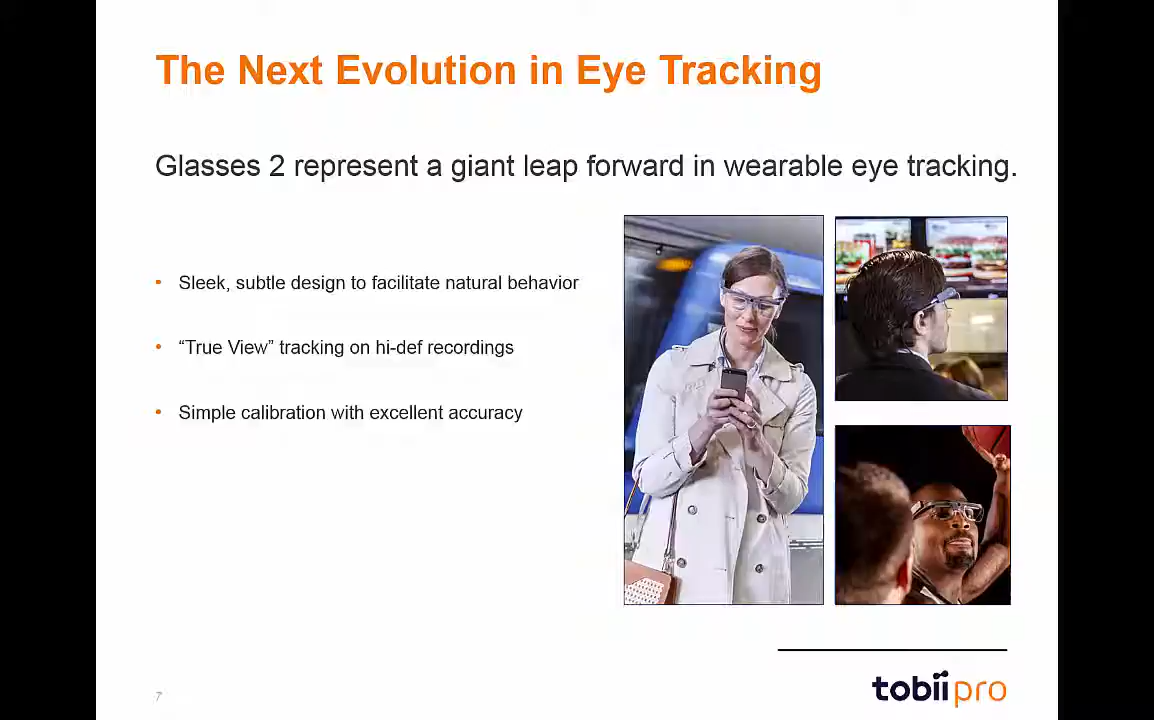 The Next Evolution in Eye Tracking
Glasses 2 represent a giant leap forward in wearable eye tracking.
• Sleek, subtle design to facilitate natural behavior
• “True View” tracking on hi-def recordings
• Simple calibration with excellent accuracy
7
tobii pro